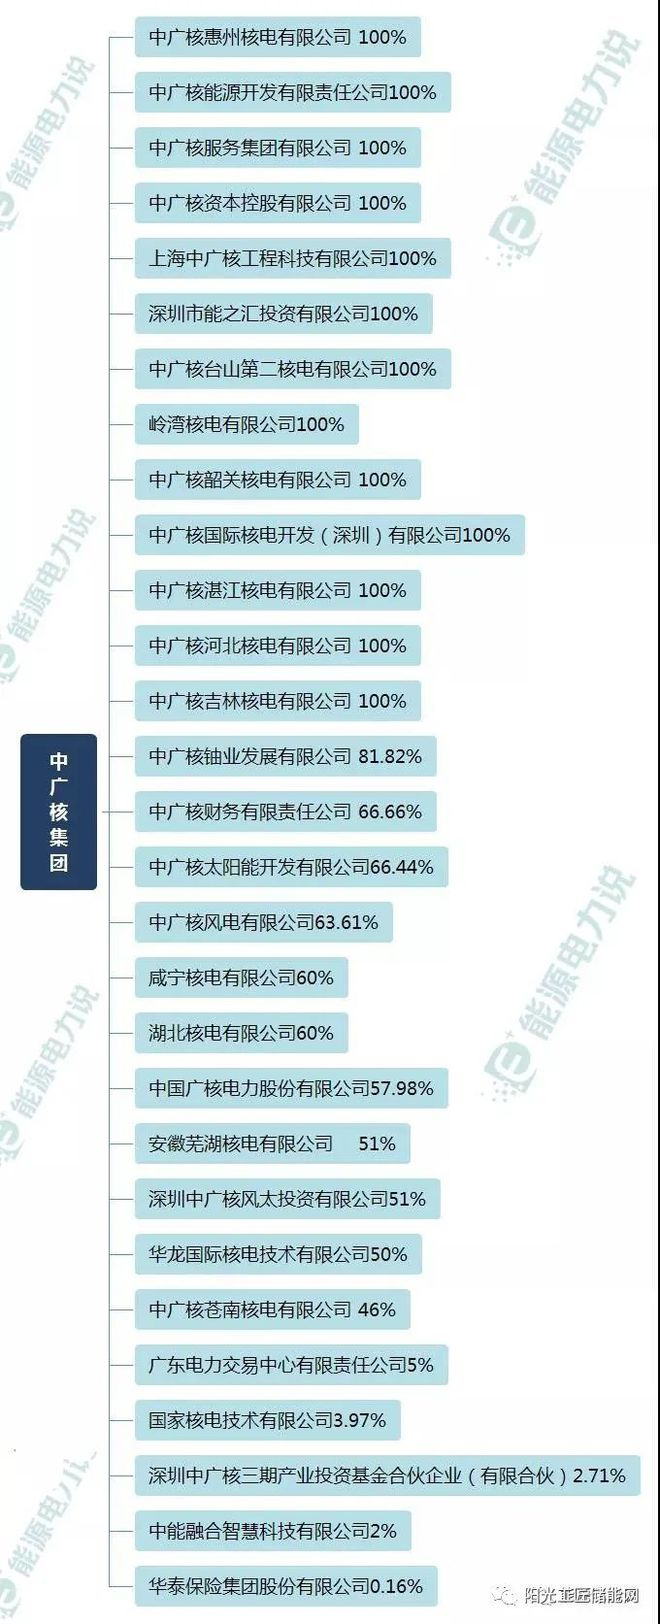 中广核惠州核电有限公司 100%
中广核能源开发有限责任公司100%
中广核服务集团有限公司 100%
中广核资本控股有限公司 100%
上海中广核工程科技有限公司100%
深圳市能之汇投资有限公司100%
中广核台山第二核电有限公司100%
岭湾核电有限公司100%
中广核韶关核电有限公司 100%
中广核国际核电开发（深圳）有限公司100%
中广核湛江核电有限公司 100%
中广核河北核电有限公司 100%
中广核吉林核电有限公司 100%
中广核集团
中广核铀业发展有限公司 81.82%
中广核财务有限责任公司 66.66%
中广核太阳能开发有限公司66.44%
中广核风电有限公司63.61%
咸宁核电有限公司60%
湖北核电有限公司60%
中国广核电力股份有限公司57.98%
安徽芜湖核电有限公司 51%
深圳中广核风太投资有限公司51%
华龙国际核电技术有限公司50%
中广核苍南核电有限公司 46%
广东电力交易中心有限责任公司5%
国家核电技术有限公司3.97%
深圳中广核三期产业投资基金合伙企业（有限合伙）2.71%
中能融合智慧科技有限公司2%
华泰保险集团股份有限公司0.16%
能源电力说
能源电力说
能源电力说
能源电力说
能源电力说
能源电力说
阳光工匠储能网